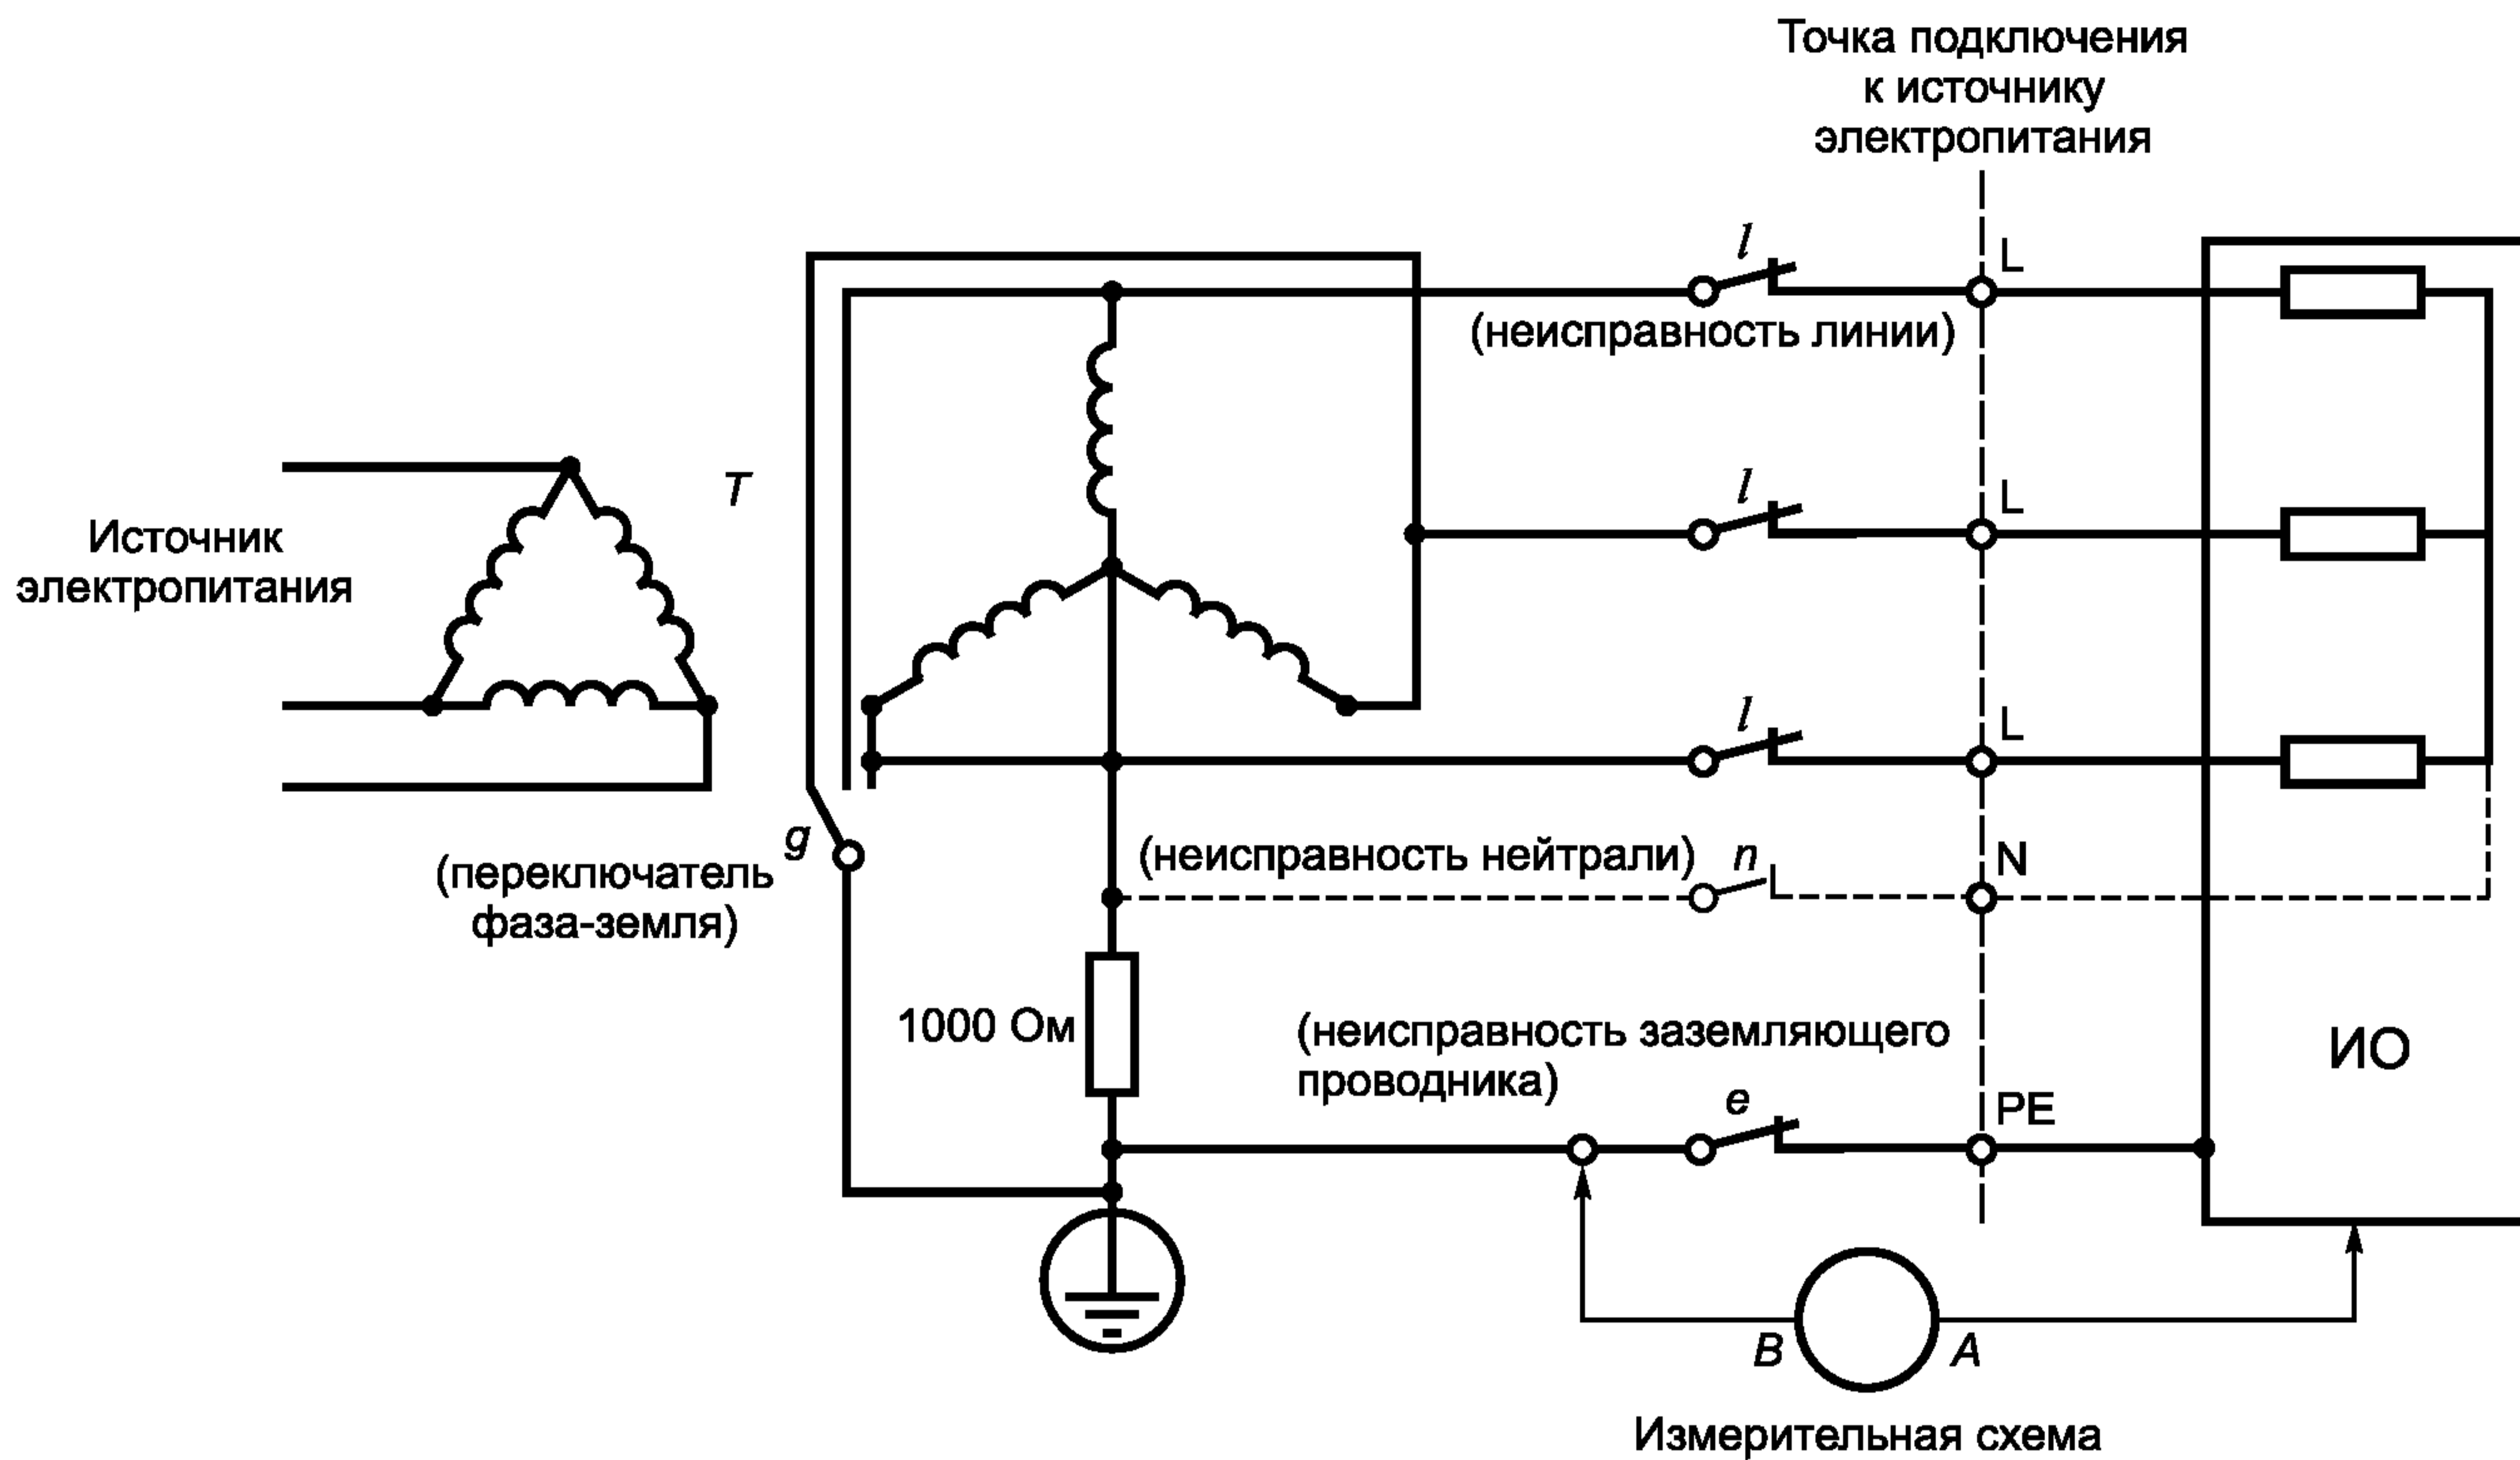 Точка подключения
к источнику
электропитания
l
L
(неисправность линии)
T
l
L
Источник
электропитания
l
L
g
(переключатель
фаза-земля)
(неисправность нейтрали)
n
N
1000 Ом
(неисправность заземляющего
проводника)
e
PE
ИО
B
A
Измерительная схема